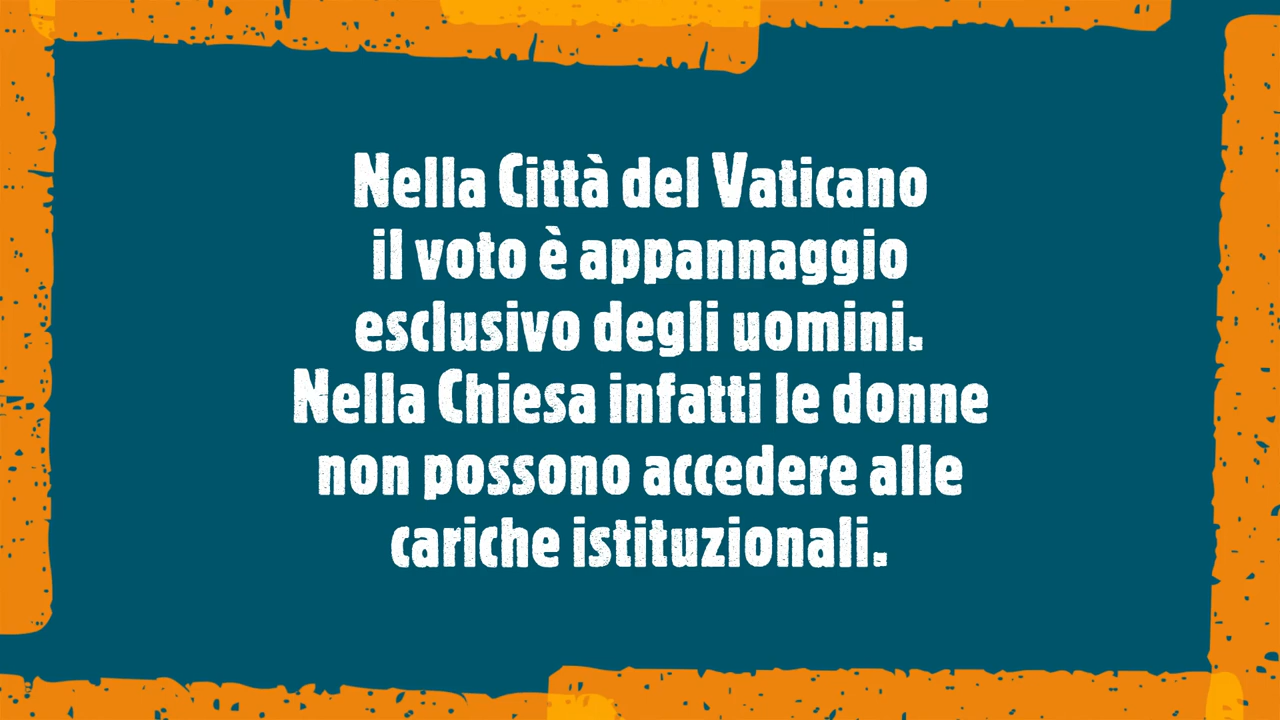 Nella Città del Vaticano
il voto è appannaggio
esclusivo degli uomini.
Nella Chiesa infatti le donne
non possono accedere alle
cariche istituzionali.